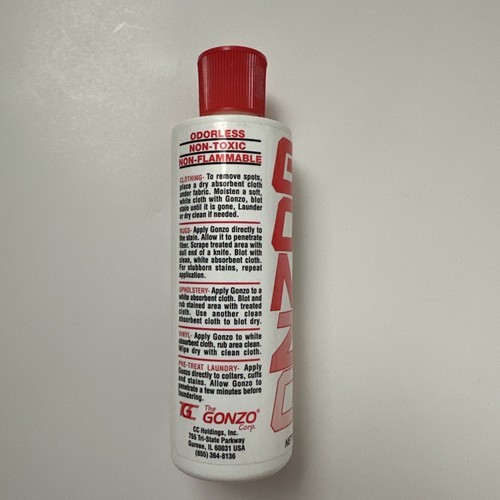 ODORLESS
NON-TOXIC
NON-FLAMMABLE
CLOTHING- To remove spots,
place a dry absorbent cloth
under fabric. Moisten a soft,
white cloth with Gonzo, blot
stain until it is gone, Launder
or dry clean if needed.
RUGS- Apply Gonzo directly to
the stain. Allow it to penetrate
fiber. Scrape treated area with
dull end of a knife. Blot with
clean, white absorbent cloth.
For stubborn stains, repeat
application.
UPHOLSTERY- Apply Gonzo to a
white absorbent cloth. Blot and
rub stained area with treated
cloth. Use another clean
absorbent cloth to blot dry.
VINYL- Apply Gonzo to white
absorbent cloth, rub area clean.
Wipe dry with clean cloth.
PRE-TREAT LAUNDRY- Apply
Gonzo directly to collars, cuffs
and stains. Allow Gonzo to
penetrate a few minutes before
laundering.
TGC The
GONZO®
Corp.
CC Holdings, Inc.
755 Tri-State Parkway
Gurnee, IL 60031 USA
(855) 364-8136
GONZO